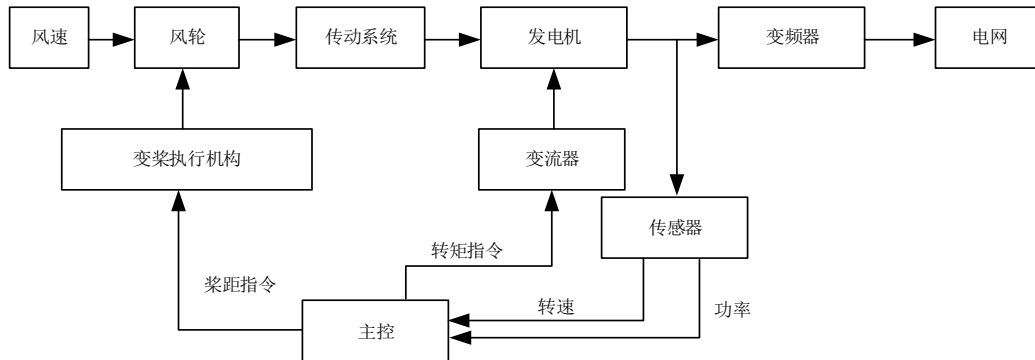 风速
风轮
传动系统
发电机
变频器
电网
变桨执行机构
变流器
传感器
转矩指令
桨距指令
转速
功率
主控